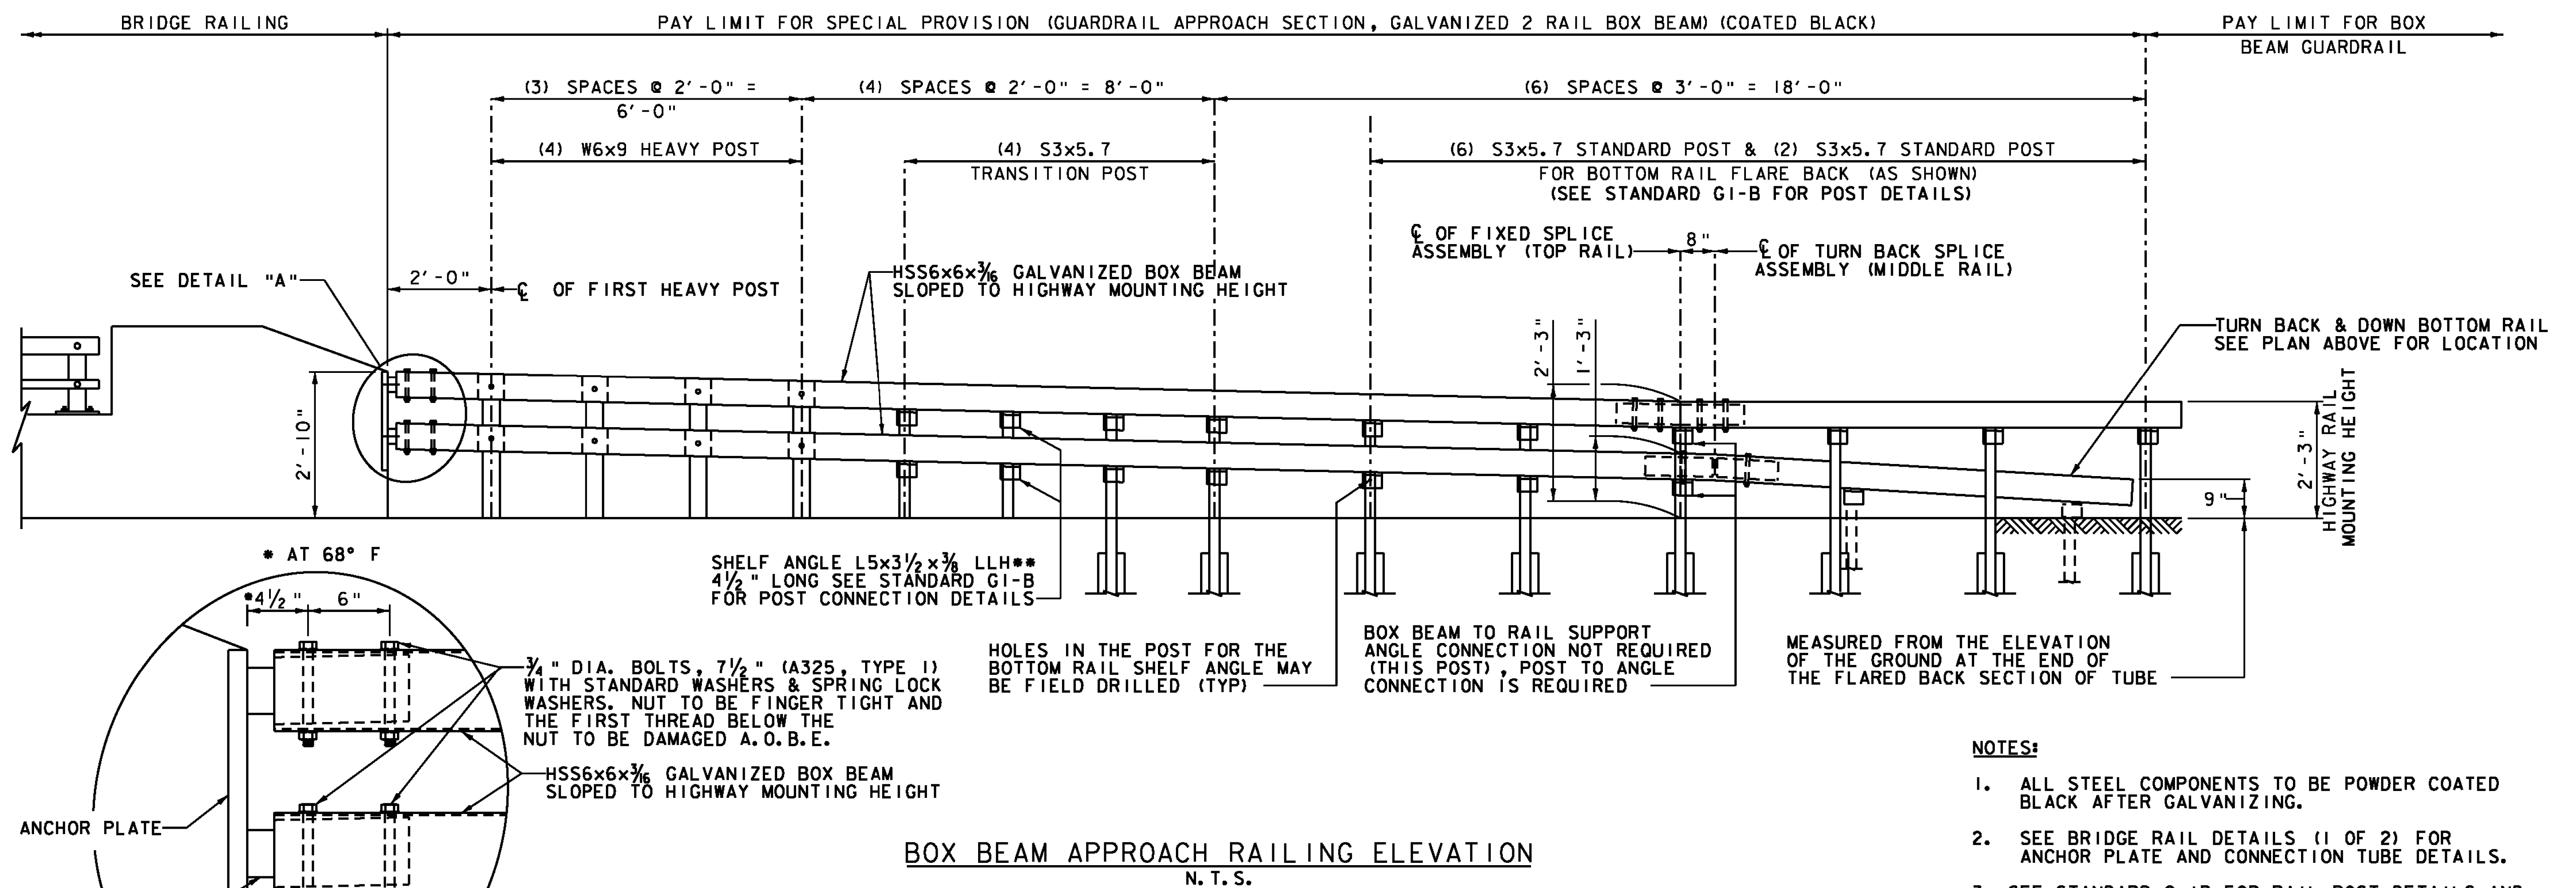 BRIDGE RAILING
PAY LIMIT FOR SPECIAL PROVISION (GUARDRAIL APPROACH SECTION, GALVANIZED 2 RAIL BOX BEAM) (COATED BLACK)
PAY LIMIT FOR BOX
BEAM GUARDRAIL
(3) SPACES @ 2'-0" =
6'-0"
(4) SPACES @ 2'-0" = 8'-0"
(6) SPACES @ 3'-0" = 18'-0"
(4) W6x9 HEAVY POST
(4) S3x5.7
TRANSITION POST
(6) S3x5.7 STANDARD POST & (2) S3x5.7 STANDARD POST
FOR BOTTOM RAIL FLARE BACK (AS SHOWN)
(SEE STANDARD G1-B FOR POST DETAILS)
℄ OF FIXED SPLICE
ASSEMBLY (TOP RAIL)
8"
℄ OF TURN BACK SPLICE
ASSEMBLY (MIDDLE RAIL)
SEE DETAIL "A"
2'-0"
℄ OF FIRST HEAVY POST
HSS6x6x3/16 GALVANIZED BOX BEAM
SLOPED TO HIGHWAY MOUNTING HEIGHT
2'-3"
1'-3"
TURN BACK & DOWN BOTTOM RAIL
SEE PLAN ABOVE FOR LOCATION
2'-10"
9"
2'-3"
HIGHWAY RAIL
MOUNTING HEIGHT
* AT 68° F
*4 1/2"
6"
SHELF ANGLE L5x3 1/2x3/8 LLH**
4 1/2" LONG SEE STANDARD G1-B
FOR POST CONNECTION DETAILS
HOLES IN THE POST FOR THE
BOTTOM RAIL SHELF ANGLE MAY
BE FIELD DRILLED (TYP)
BOX BEAM TO RAIL SUPPORT
ANGLE CONNECTION NOT REQUIRED
(THIS POST), POST TO ANGLE
CONNECTION IS REQUIRED
MEASURED FROM THE ELEVATION
OF THE GROUND AT THE END OF
THE FLARED BACK SECTION OF TUBE
3/4" DIA. BOLTS, 7 1/2" (A325, TYPE 1)
WITH STANDARD WASHERS & SPRING LOCK
WASHERS. NUT TO BE FINGER TIGHT AND
THE FIRST THREAD BELOW THE
NUT TO BE DAMAGED A.O.B.E.
HSS6x6x3/16 GALVANIZED BOX BEAM
SLOPED TO HIGHWAY MOUNTING HEIGHT
ANCHOR PLATE
BOX BEAM APPROACH RAILING ELEVATION
N.T.S.
NOTES:
1. ALL STEEL COMPONENTS TO BE POWDER COATED
BLACK AFTER GALVANIZING.
2. SEE BRIDGE RAIL DETAILS (1 OF 2) FOR
ANCHOR PLATE AND CONNECTION TUBE DETAILS.